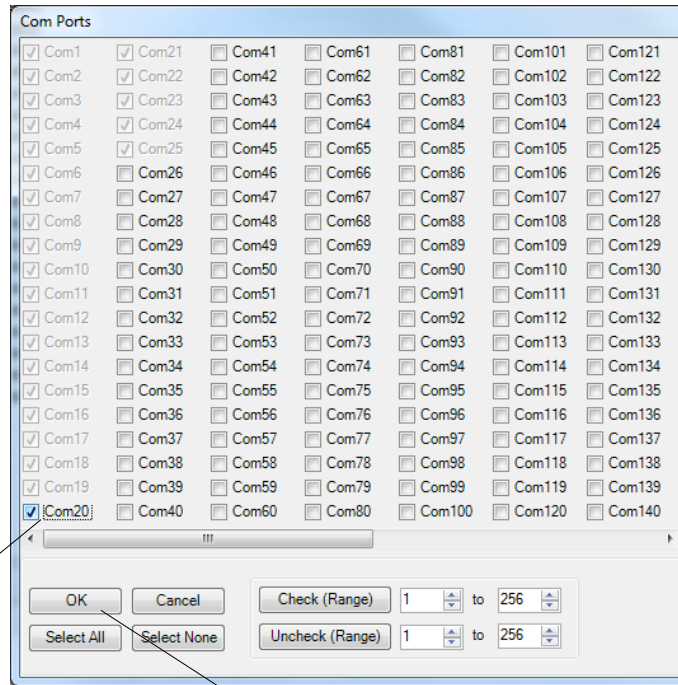 Com Ports
Com1 Com21 Com41 Com61 Com81 Com101 Com121
Com2 Com22 Com42 Com62 Com82 Com102 Com122
Com3 Com23 Com43 Com63 Com83 Com103 Com123
Com4 Com24 Com44 Com64 Com84 Com104 Com124
Com5 Com25 Com45 Com65 Com85 Com105 Com125
Com6 Com26 Com46 Com66 Com86 Com106 Com126
Com7 Com27 Com47 Com67 Com87 Com107 Com127
Com8 Com28 Com48 Com68 Com88 Com108 Com128
Com9 Com29 Com49 Com69 Com89 Com109 Com129
Com10 Com30 Com50 Com70 Com90 Com110 Com130
Com11 Com31 Com51 Com71 Com91 Com111 Com131
Com12 Com32 Com52 Com72 Com92 Com112 Com132
Com13 Com33 Com53 Com73 Com93 Com113 Com133
Com14 Com34 Com54 Com74 Com94 Com114 Com134
Com15 Com35 Com55 Com75 Com95 Com115 Com135
Com16 Com36 Com56 Com76 Com96 Com116 Com136
Com17 Com37 Com57 Com77 Com97 Com117 Com137
Com18 Com38 Com58 Com78 Com98 Com118 Com138
Com19 Com39 Com59 Com79 Com99 Com119 Com139
Com20 Com40 Com60 Com80 Com100 Com120 Com140
OK Cancel Check (Range) 1 to 256
Select All Select None Uncheck (Range) 1 to 256